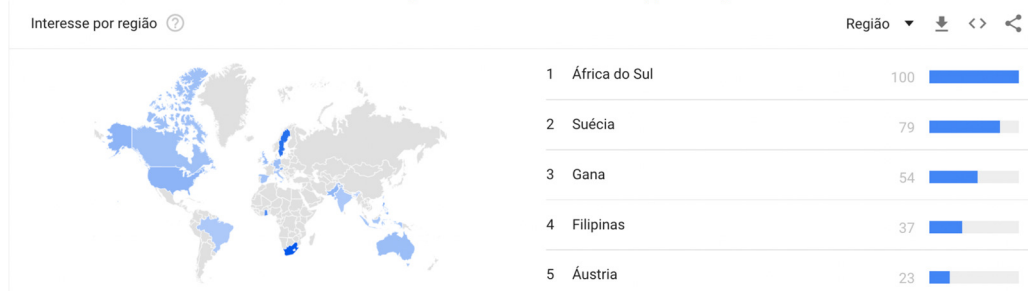 Interesse por região ?
Região
1 África do Sul 100
2 Suécia 79
3 Gana 54
4 Filipinas 37
5 Áustria 23